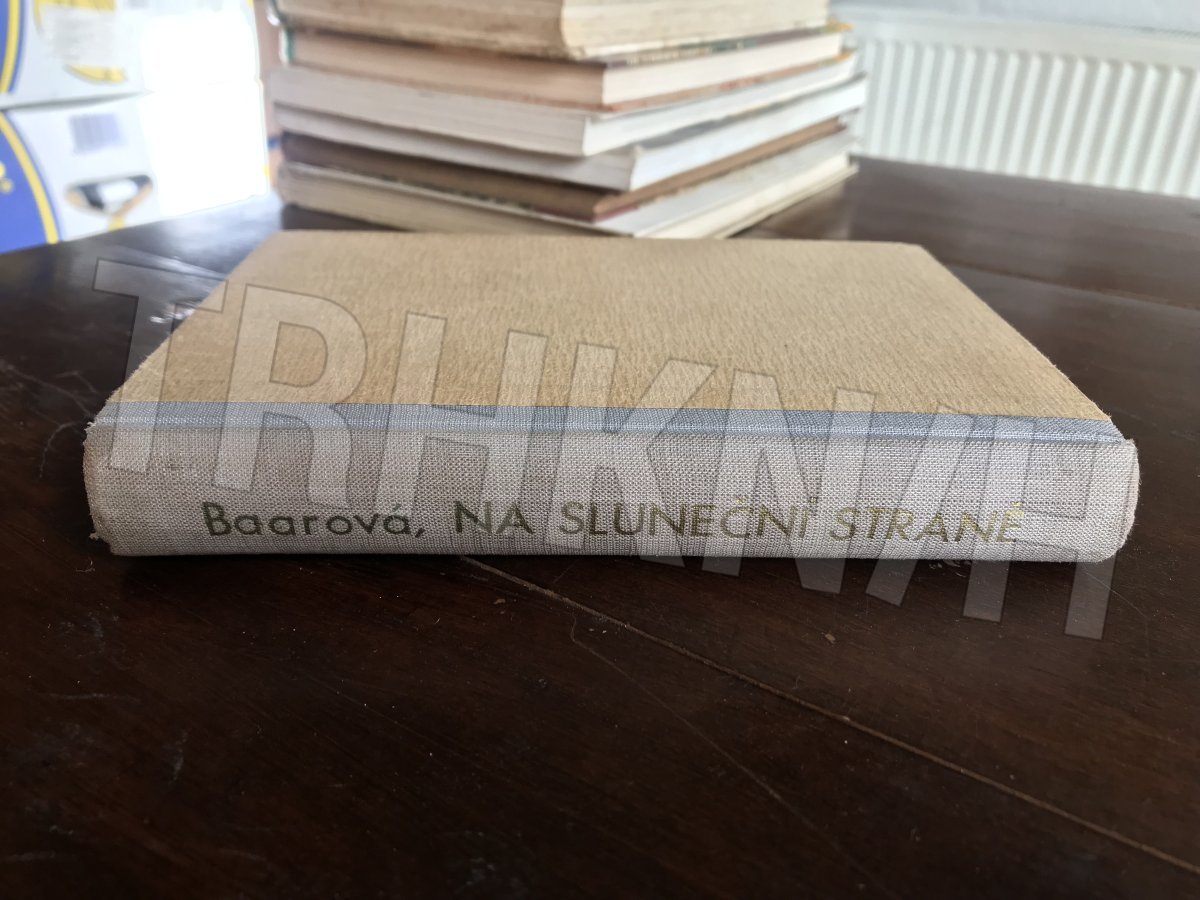 TRHKNIH
Baarová, NA SLUNEČNÍ STRANĚ